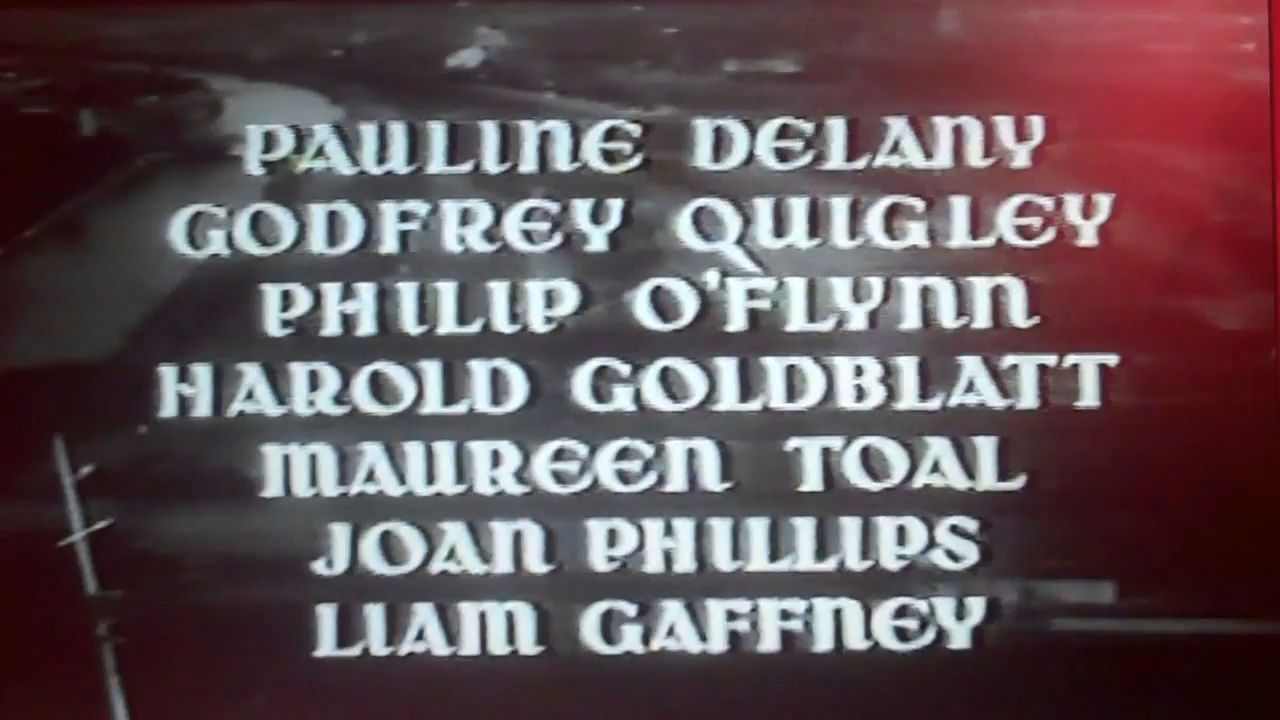 PAULINE DELANY
GODFREY QUIGLEY
PHILIP O'FLYNN
HAROLD GOLDBLATT
MAUREEN TOAL
JOAN PHILLIPS
LIAM GAFFNEY